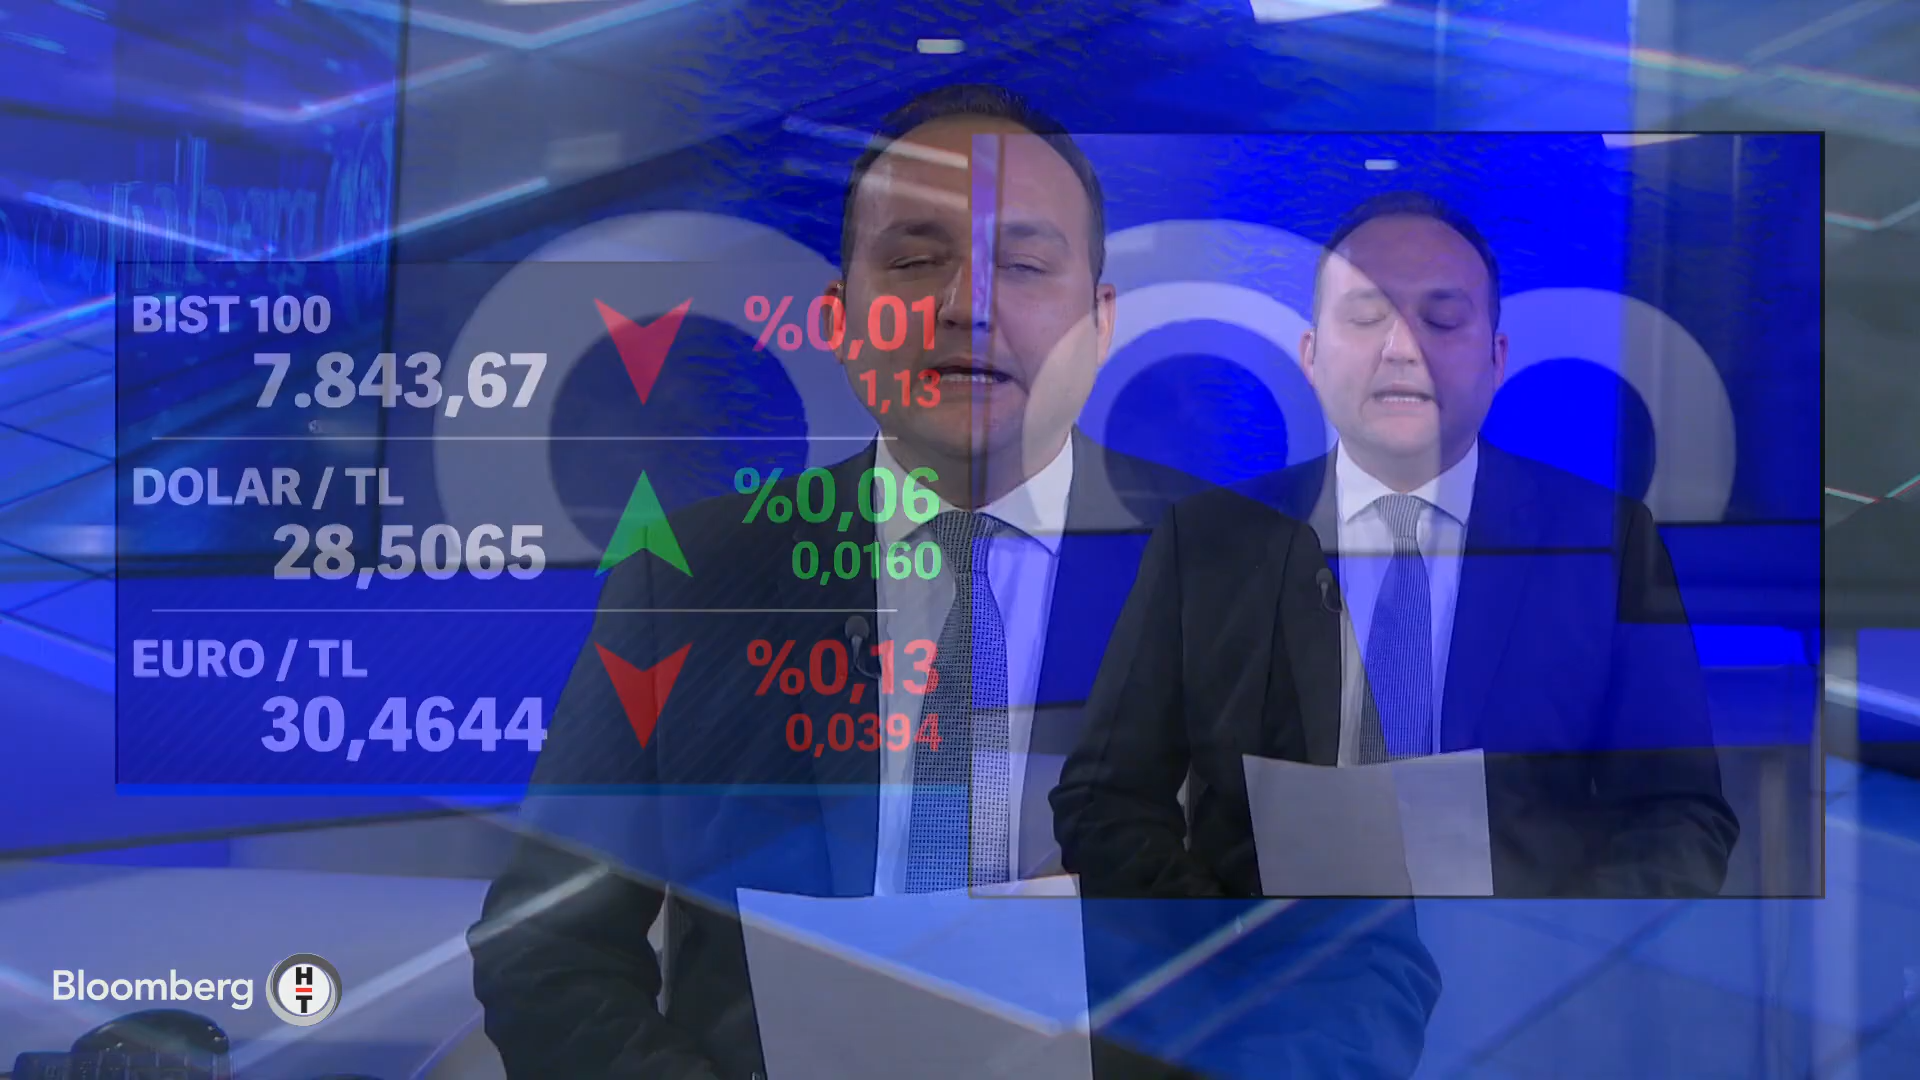 BIST 100
%0,01
7.843,67
1,13
DOLAR / TL
%0,06
28,5065
0,0160
EURO / TL
%0,13
30,4644
0,0394
Bloomberg HT